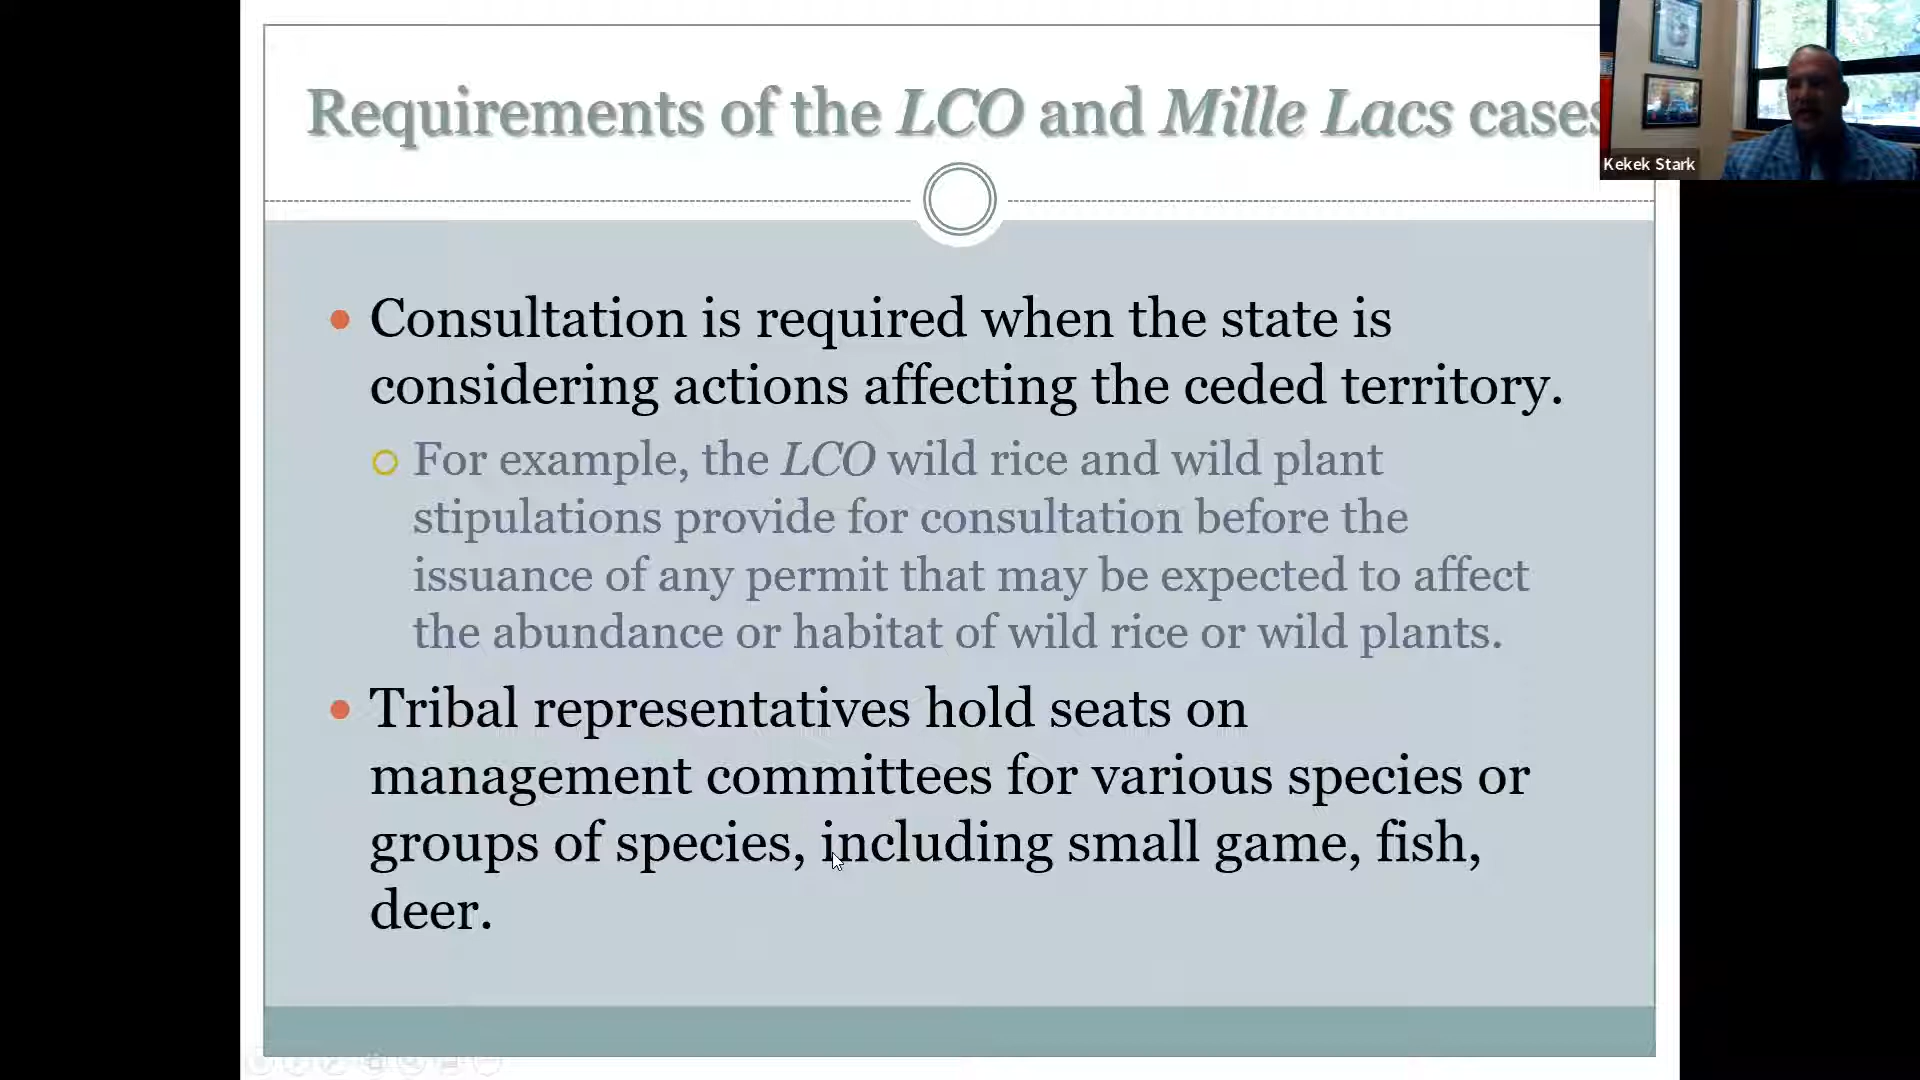 Requirements of the LCO and Mille Lacs cases
Kekek Stark
Consultation is required when the state is
considering actions affecting the ceded territory.
For example, the LCO wild rice and wild plant
stipulations provide for consultation before the
issuance of any permit that may be expected to affect
the abundance or habitat of wild rice or wild plants.
Tribal representatives hold seats on
management committees for various species or
groups of species, including small game, fish,
deer.